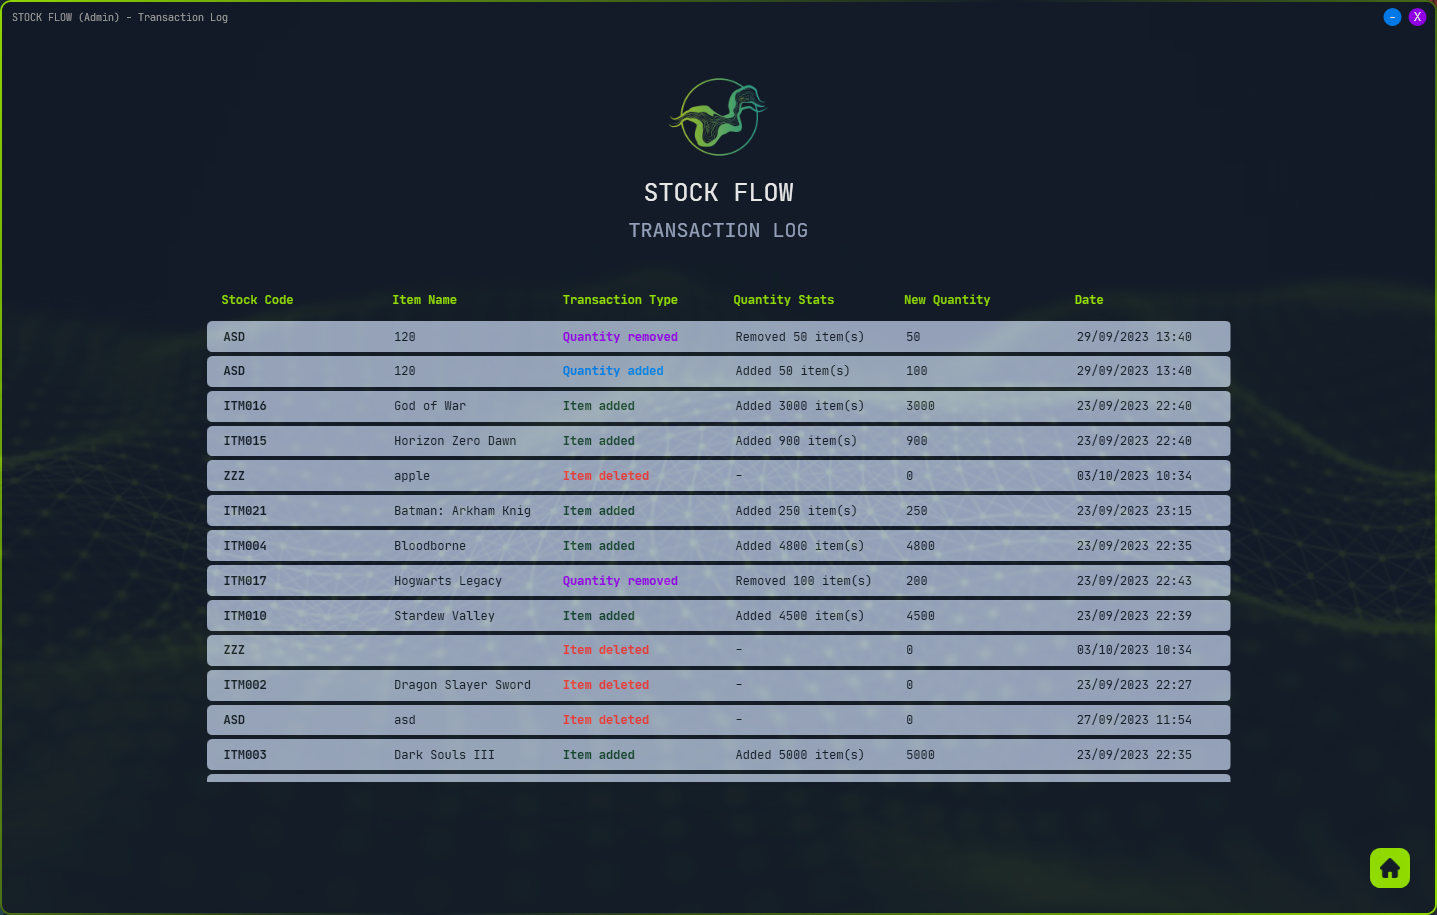 STOCK FLOW (Admin) - Transaction Log
- X
STOCK FLOW
TRANSACTION LOG
Stock Code Item Name Transaction Type Quantity Stats New Quantity Date
ASD 120 Quantity removed Removed 50 item(s) 50 29/09/2023 13:40
ASD 120 Quantity added Added 50 item(s) 100 29/09/2023 13:40
ITM016 God of War Item added Added 3000 item(s) 3000 23/09/2023 22:40
ITM015 Horizon Zero Dawn Item added Added 900 item(s) 900 23/09/2023 22:40
ZZZ apple Item deleted - 0 03/10/2023 10:34
ITM021 Batman: Arkham Knig Item added Added 250 item(s) 250 23/09/2023 23:15
ITM004 Bloodborne Item added Added 4800 item(s) 4800 23/09/2023 22:35
ITM017 Hogwarts Legacy Quantity removed Removed 100 item(s) 200 23/09/2023 22:43
ITM010 Stardew Valley Item added Added 4500 item(s) 4500 23/09/2023 22:39
ZZZ Item deleted - 0 03/10/2023 10:34
ITM002 Dragon Slayer Sword Item deleted - 0 23/09/2023 22:27
ASD asd Item deleted - 0 27/09/2023 11:54
ITM003 Dark Souls III Item added Added 5000 item(s) 5000 23/09/2023 22:35